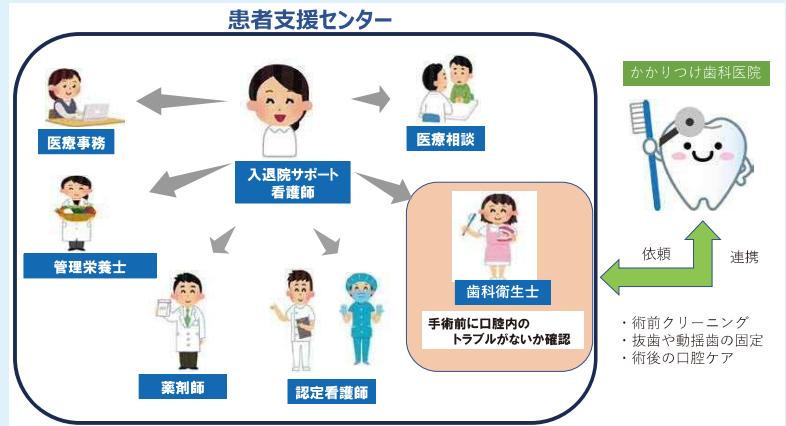 患者支援センター
医療事務
入退院サポート
看護師
医療相談
管理栄養士
薬剤師
認定看護師
歯科衛生士
手術前に口腔内の
トラブルがないか確認
かかりつけ歯科医院
依頼
連携
・術前クリーニング
・抜歯や動揺歯の固定
・術後の口腔ケア